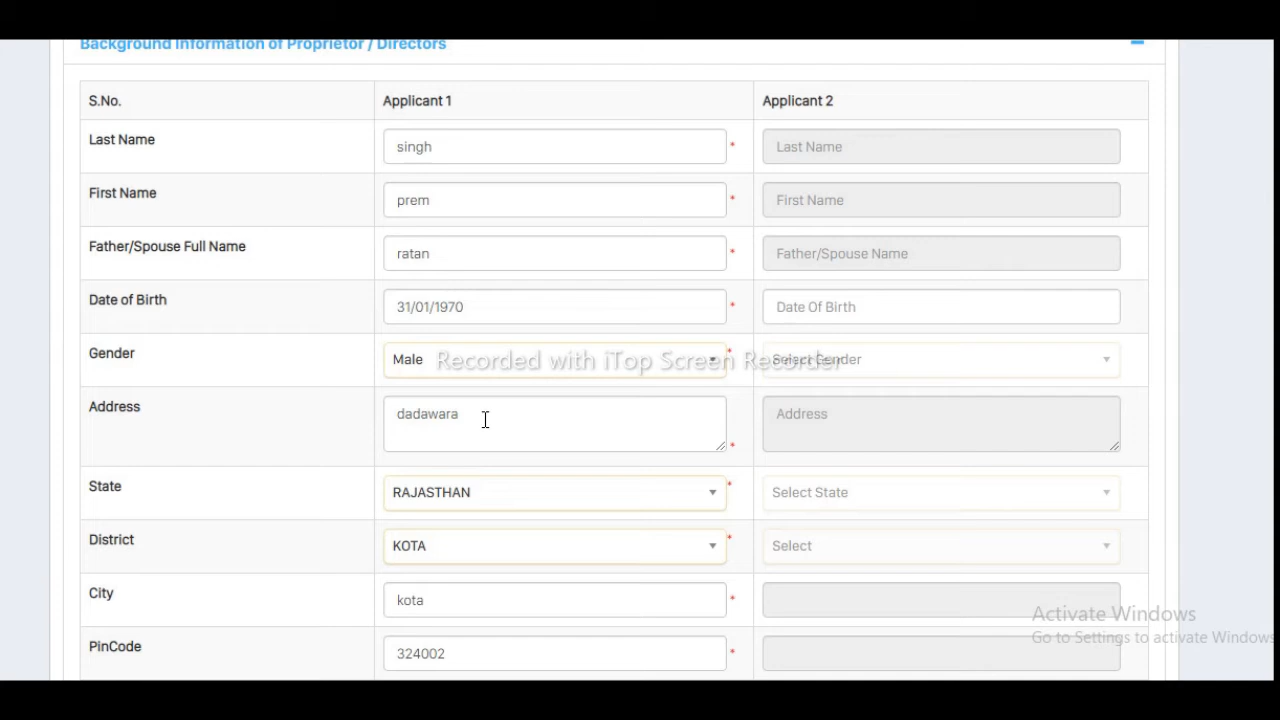 Background Information of Proprietor / Directors
S.No. Applicant 1 Applicant 2
Last Name singh * Last Name
First Name prem * First Name
Father/Spouse Full Name ratan * Father/Spouse Name
Date of Birth 31/01/1970 * Date Of Birth
Gender Male * Select Gender
Recorded with iTop Screen Recorder
Address dadawara * Address
State RAJASTHAN * Select State
District KOTA * Select
City kota *
Activate Windows
Go to Settings to activate Windows
PinCode 324002 *